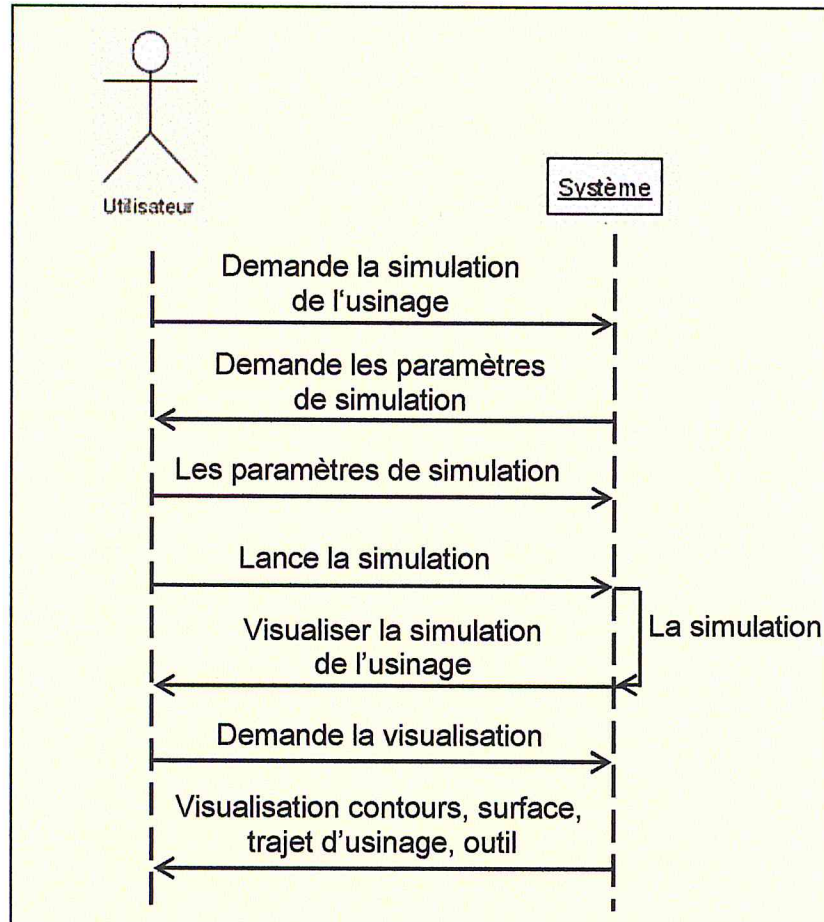 Utilisateur
Système
Demande la simulation
de l'usinage
Demande les paramètres
de simulation
Les paramètres de simulation
Lance la simulation
La simulation
Visualiser la simulation
de l'usinage
Demande la visualisation
Visualisation contours, surface,
trajet d'usinage, outil